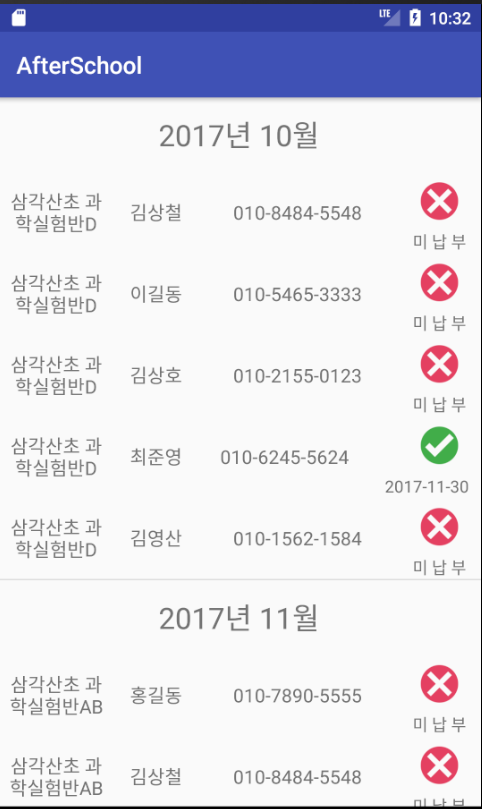 LTE 10:32
AfterSchool
2017년 10월
삼각산초 과
학실험반D
김상철
010-8484-5548
미 납 부
삼각산초 과
학실험반D
이길동
010-5465-3333
미 납 부
삼각산초 과
학실험반D
김상호
010-2155-0123
미 납 부
삼각산초 과
학실험반D
최준영
010-6245-5624
2017-11-30
삼각산초 과
학실험반D
김영산
010-1562-1584
미 납 부
2017년 11월
삼각산초 과
학실험반AB
홍길동
010-7890-5555
미 납 부
삼각산초 과
학실험반AB
김상철
010-8484-5548
미 납 부